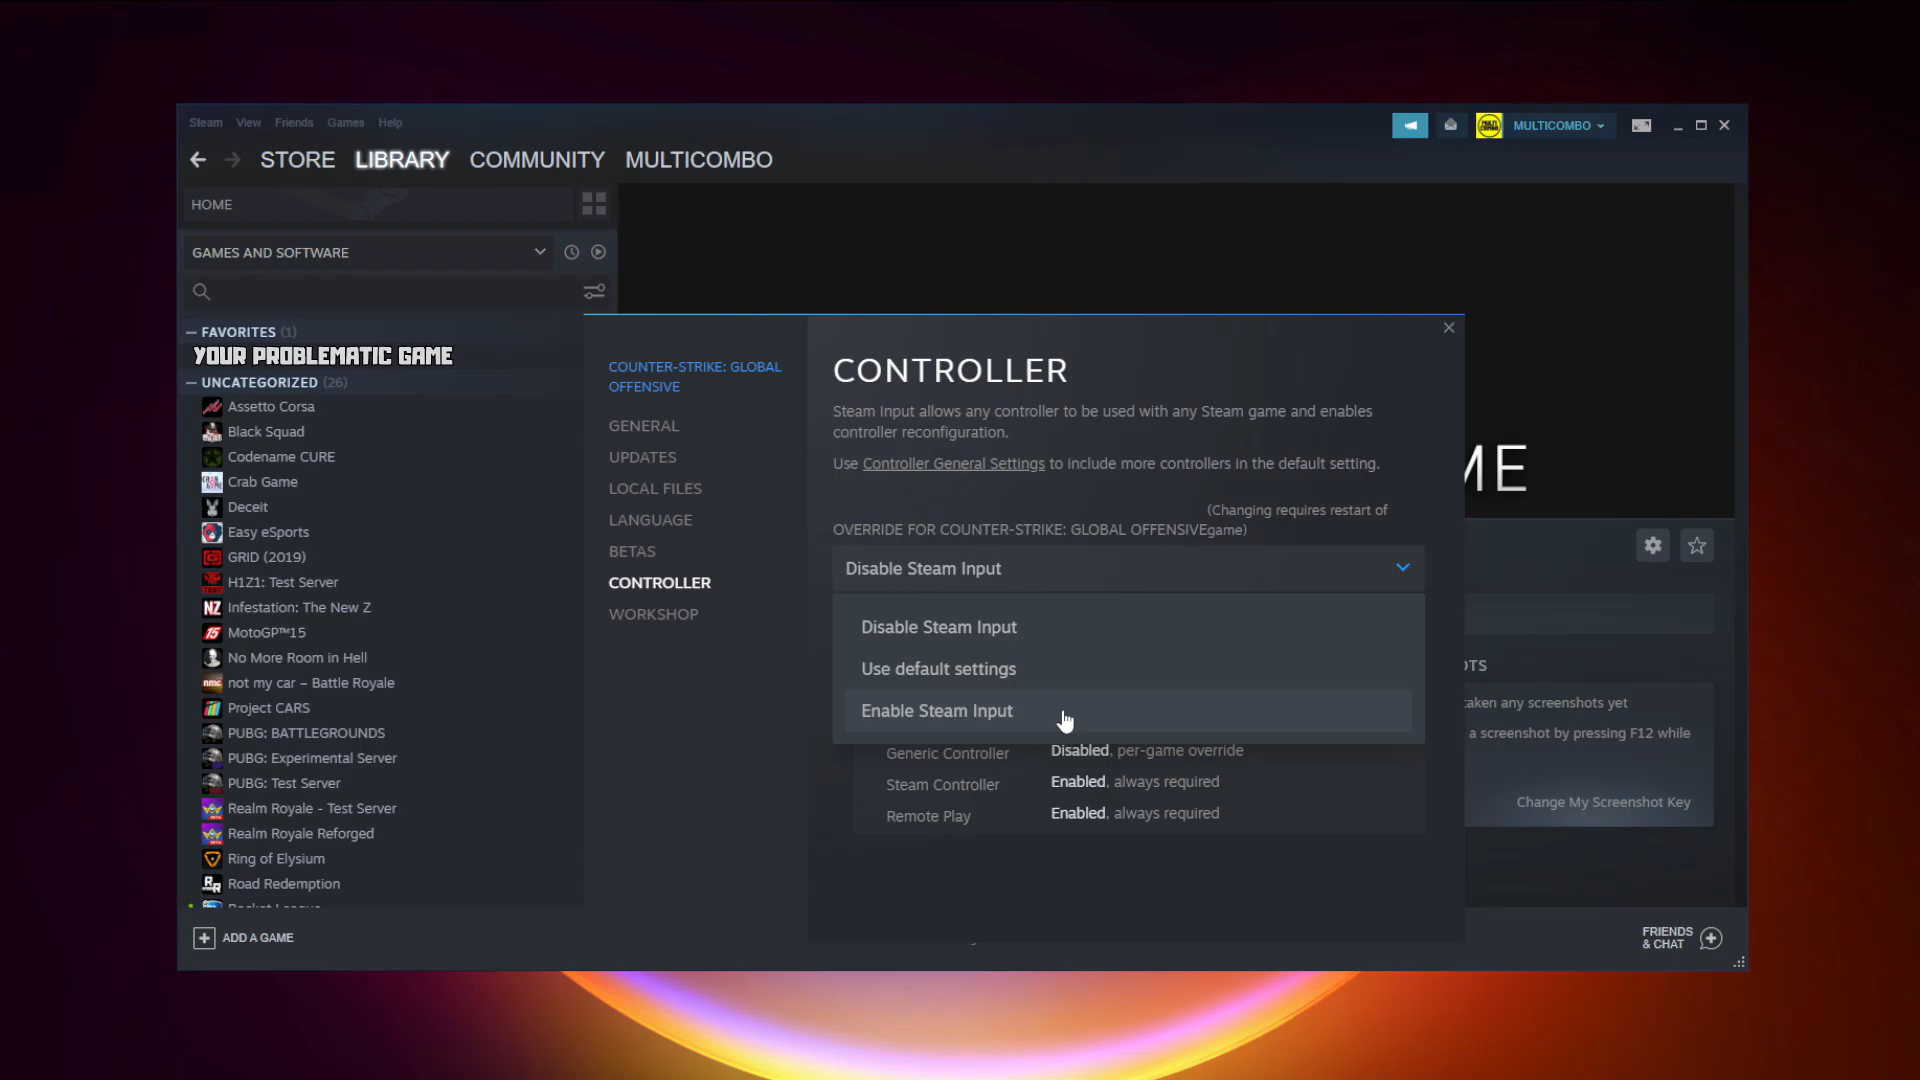 Steam View Friends Games Help
MULTICOMBO
STORE LIBRARY COMMUNITY MULTICOMBO
HOME
GAMES AND SOFTWARE
FAVORITES (1)
YOUR PROBLEMATIC GAME
UNCATEGORIZED (26)
Assetto Corsa
Black Squad
Codename CURE
Crab Game
Deceit
Easy eSports
GRID (2019)
H1Z1: Test Server
Infestation: The New Z
MotoGP™15
No More Room in Hell
not my car – Battle Royale
Project CARS
PUBG: BATTLEGROUNDS
PUBG: Experimental Server
PUBG: Test Server
Realm Royale - Test Server
Realm Royale Reforged
Ring of Elysium
Road Redemption
ADD A GAME
COUNTER-STRIKE: GLOBAL
OFFENSIVE
GENERAL
UPDATES
LOCAL FILES
LANGUAGE
BETAS
CONTROLLER
WORKSHOP
CONTROLLER
Steam Input allows any controller to be used with any Steam game and enables
controller reconfiguration.
Use Controller General Settings to include more controllers in the default setting.
(Changing requires restart of
OVERRIDE FOR COUNTER-STRIKE: GLOBAL OFFENSIVE game)
Disable Steam Input
Disable Steam Input
Use default settings
Enable Steam Input
Generic Controller Disabled, per-game override
Steam Controller Enabled, always required
Remote Play Enabled, always required
ME
OTS
taken any screenshots yet
a screenshot by pressing F12 while
Change My Screenshot Key
FRIENDS
& CHAT